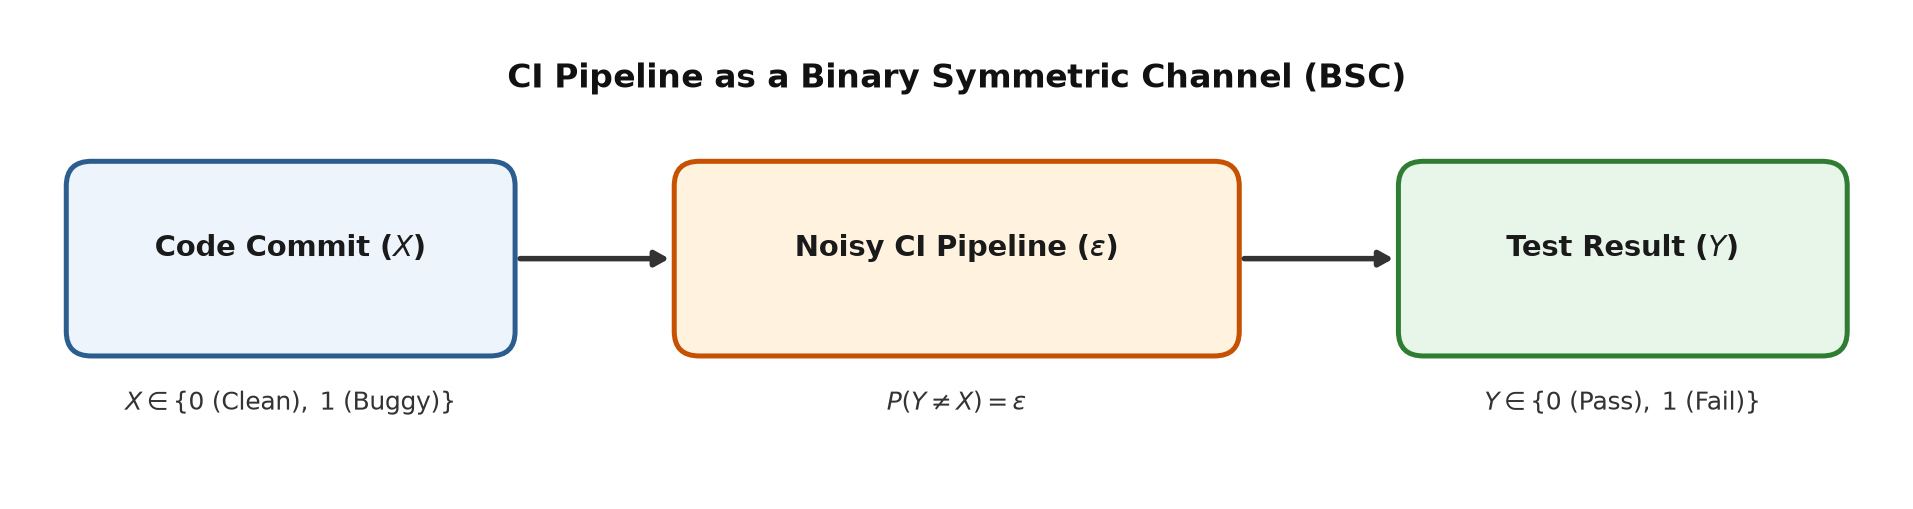 CI Pipeline as a Binary Symmetric Channel (BSC)
Code Commit (X)
Noisy CI Pipeline (ε)
Test Result (Y)
X ∈ {0 (Clean), 1 (Buggy)}
P(Y ≠ X) = ε
Y ∈ {0 (Pass), 1 (Fail)}